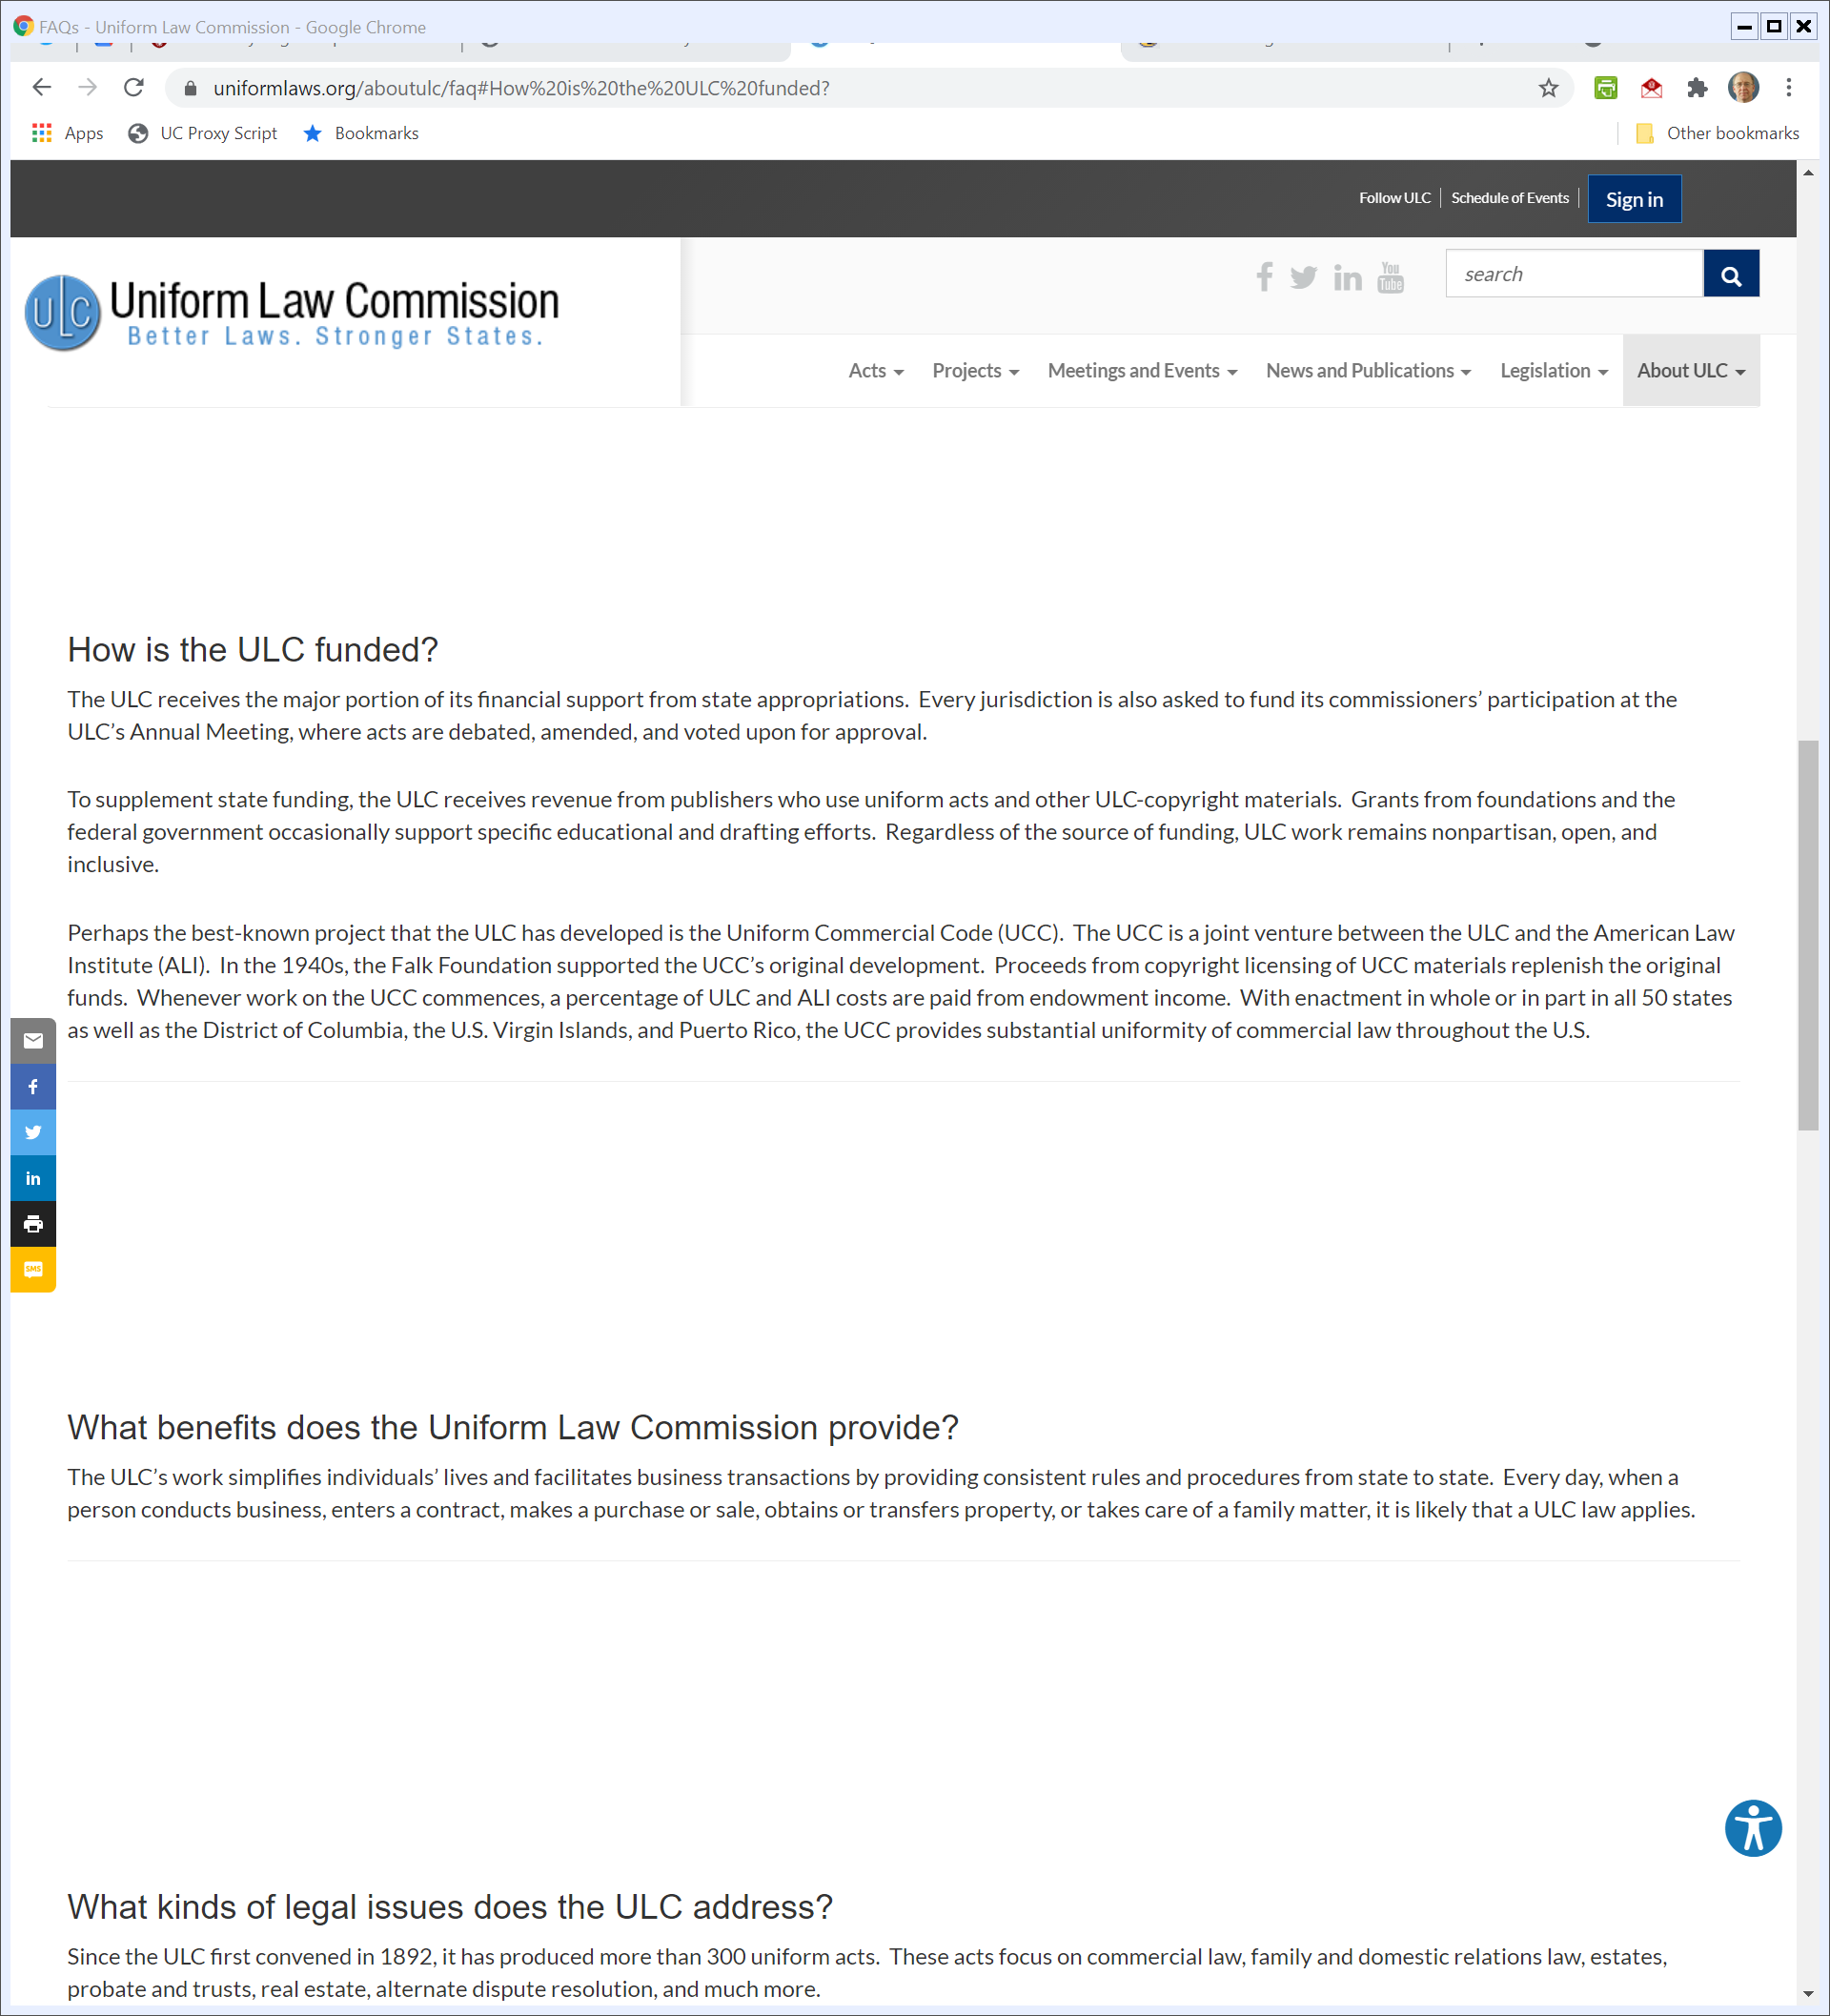 FAQs - Uniform Law Commission - Google Chrome
uniformlaws.org/aboutulc/faq#How%20is%20the%20ULC%20funded?
Apps UC Proxy Script Bookmarks Other bookmarks
Follow ULC Schedule of Events Sign in
ULC Uniform Law Commission
Better Laws. Stronger States.
You Tube search
Acts Projects Meetings and Events News and Publications Legislation About ULC
How is the ULC funded?
The ULC receives the major portion of its financial support from state appropriations. Every jurisdiction is also asked to fund its commissioners’ participation at the
ULC’s Annual Meeting, where acts are debated, amended, and voted upon for approval.
To supplement state funding, the ULC receives revenue from publishers who use uniform acts and other ULC-copyright materials. Grants from foundations and the
federal government occasionally support specific educational and drafting efforts. Regardless of the source of funding, ULC work remains nonpartisan, open, and
inclusive.
Perhaps the best-known project that the ULC has developed is the Uniform Commercial Code (UCC). The UCC is a joint venture between the ULC and the American Law
Institute (ALI). In the 1940s, the Falk Foundation supported the UCC’s original development. Proceeds from copyright licensing of UCC materials replenish the original
funds. Whenever work on the UCC commences, a percentage of ULC and ALI costs are paid from endowment income. With enactment in whole or in part in all 50 states
as well as the District of Columbia, the U.S. Virgin Islands, and Puerto Rico, the UCC provides substantial uniformity of commercial law throughout the U.S.
SMS
What benefits does the Uniform Law Commission provide?
The ULC’s work simplifies individuals’ lives and facilitates business transactions by providing consistent rules and procedures from state to state. Every day, when a
person conducts business, enters a contract, makes a purchase or sale, obtains or transfers property, or takes care of a family matter, it is likely that a ULC law applies.
What kinds of legal issues does the ULC address?
Since the ULC first convened in 1892, it has produced more than 300 uniform acts. These acts focus on commercial law, family and domestic relations law, estates,
probate and trusts, real estate, alternate dispute resolution, and much more.